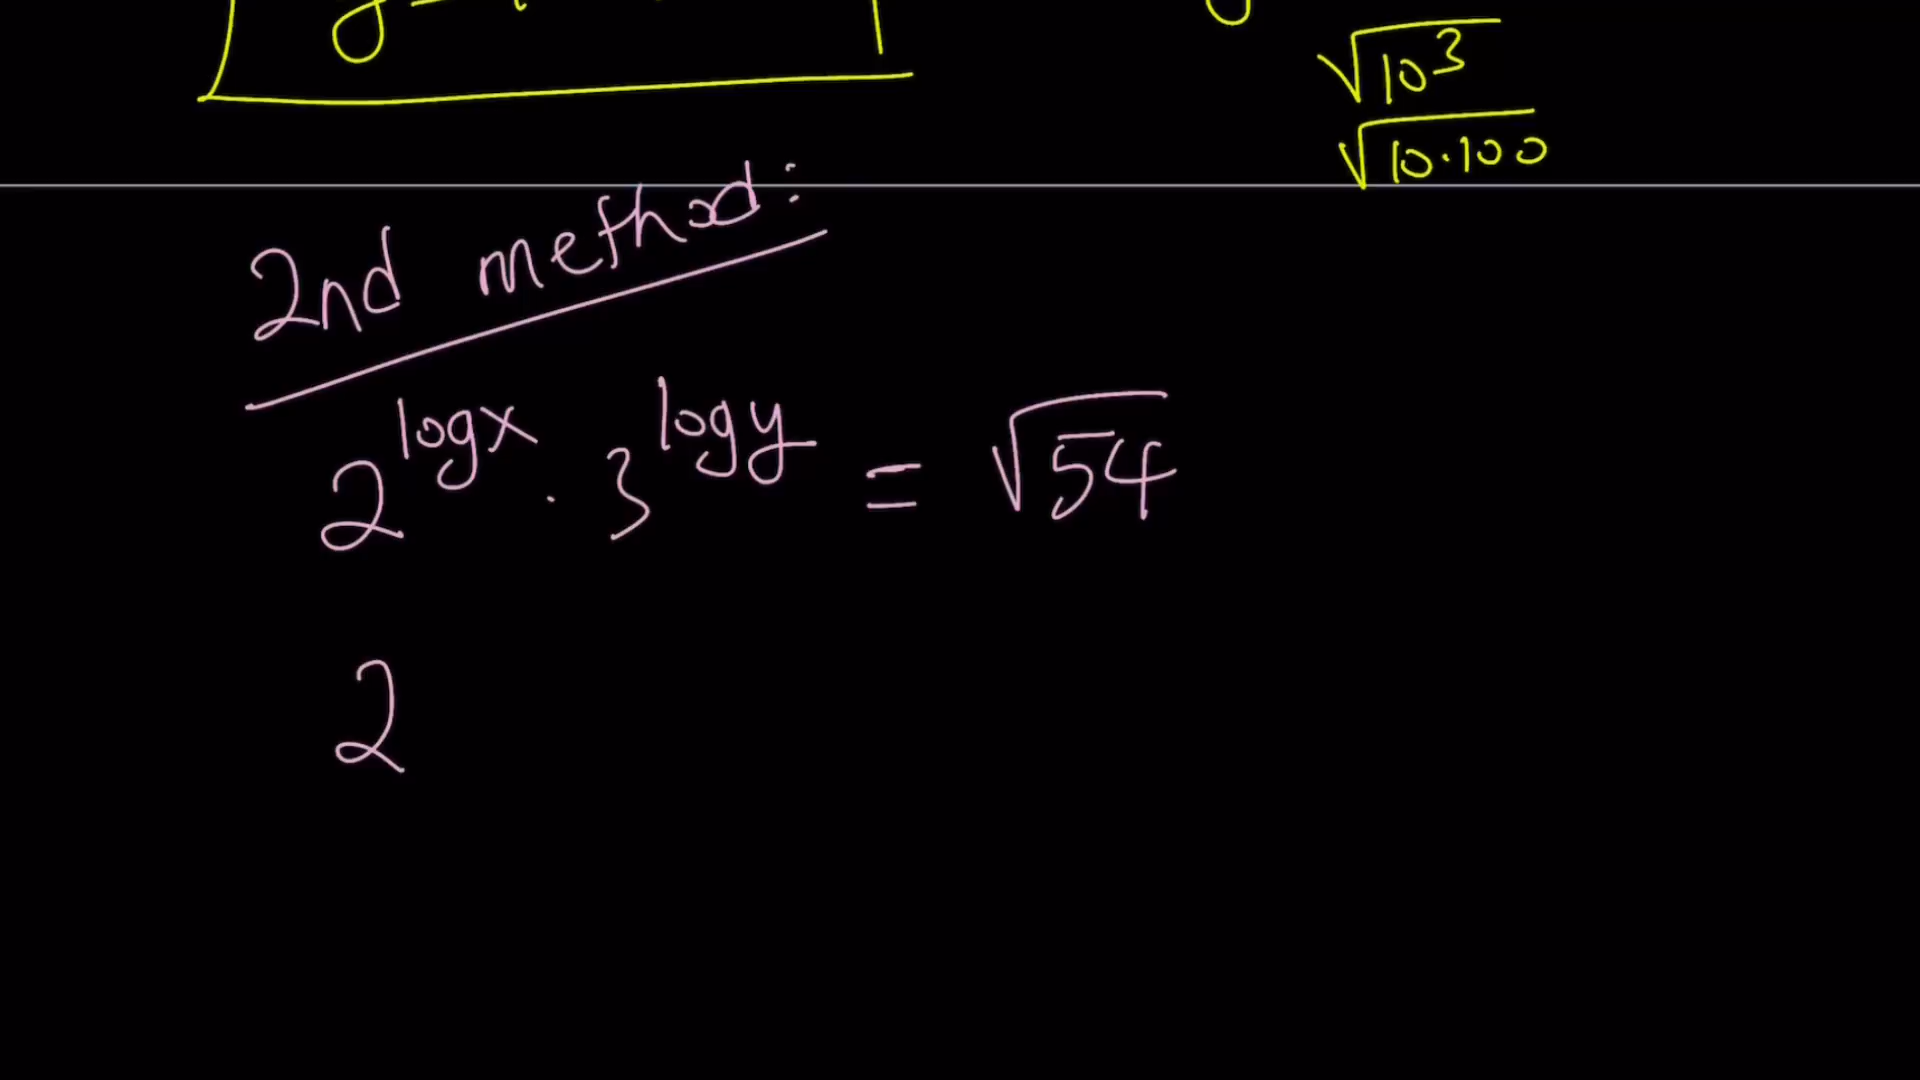 √10³
√10·100
2nd method:
2^logx · 3^logy = √54
2